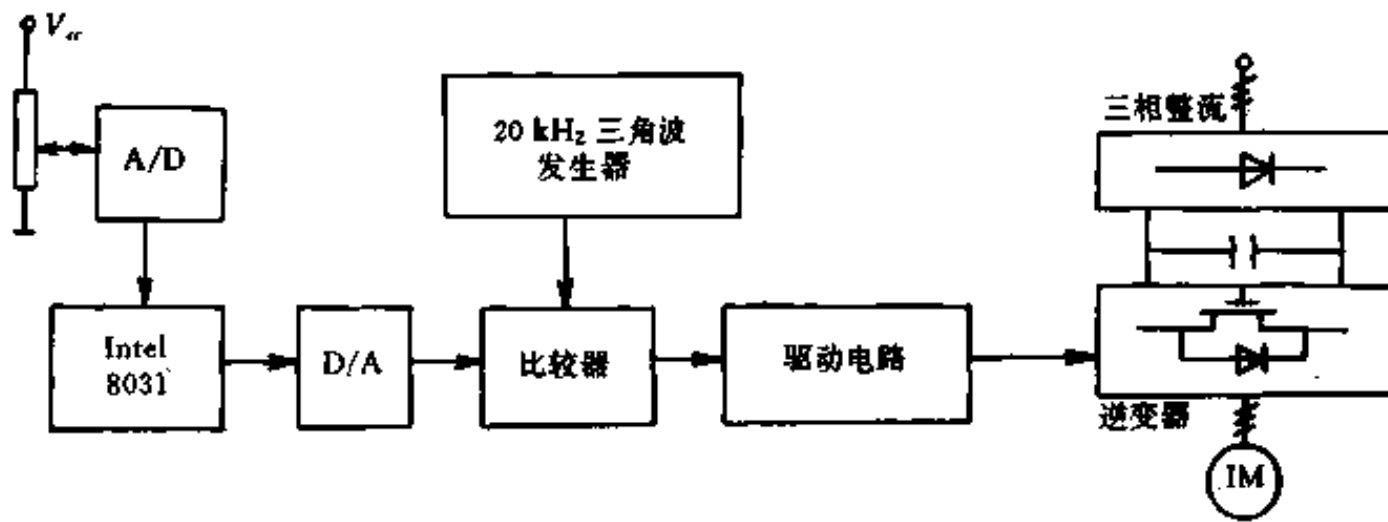 Vcc
三相整流
A/D
20 kHz 三角波
发生器
Intel
8031
D/A
比较器
驱动电路
逆变器
IM